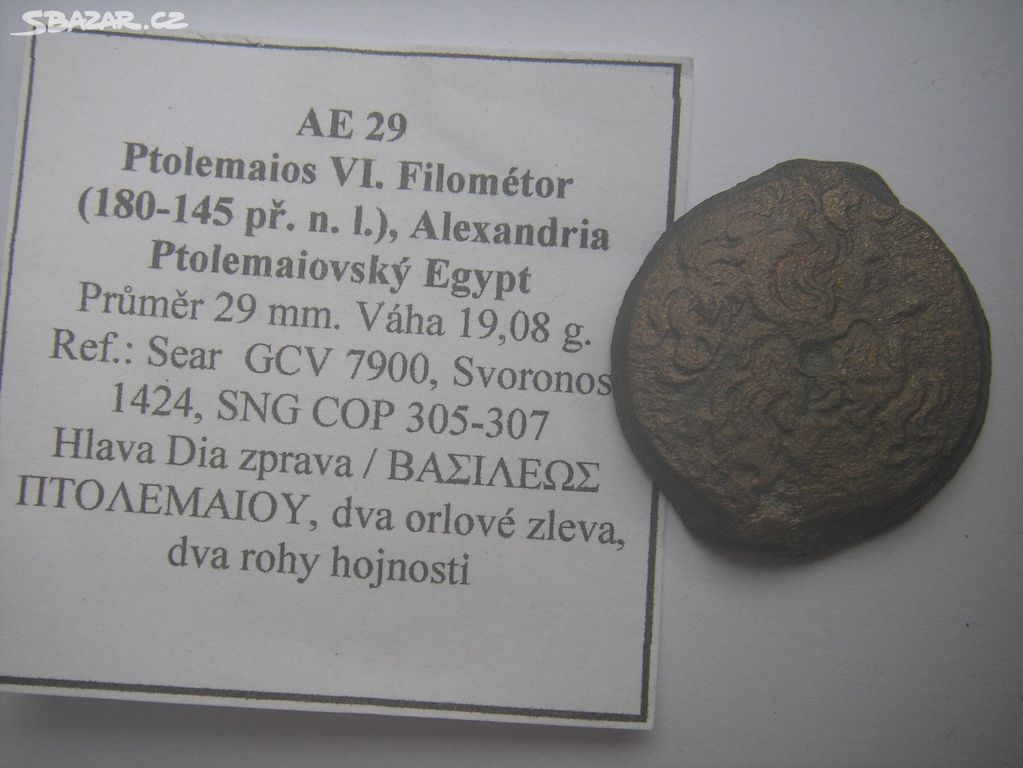 SBAZAR.CZ
AE 29
Ptolemaios VI. Filométor
(180-145 př. n. l.), Alexandria
Ptolemaiovský Egypt
Průměr 29 mm. Váha 19,08 g.
Ref.: Sear GCV 7900, Svoronos
1424, SNG COP 305-307
Hlava Dia zprava / ΒΑΣΙΛΕΩΣ
ΠΤΟΛΕΜΑΙΟΥ, dva orlové zleva,
dva rohy hojnosti